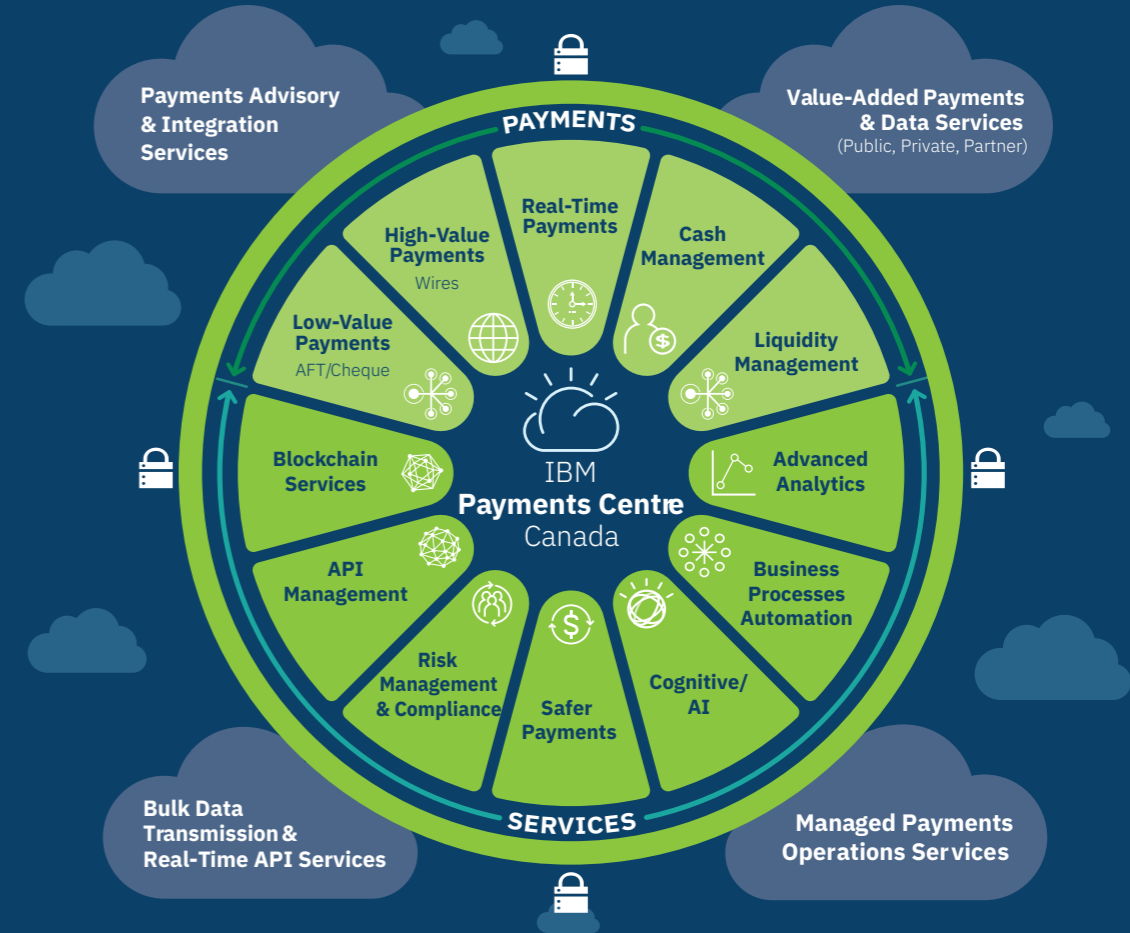 Payments Advisory
& Integration
Services
Value-Added Payments
& Data Services
(Public, Private, Partner)
PAYMENTS
Real-Time
Payments
High-Value
Payments
Wires
Cash
Management
Low-Value
Payments
AFT/Cheque
Liquidity
Management
IBM
Payments Centre
Canada
Blockchain
Services
Advanced
Analytics
API
Management
Business
Processes
Automation
Risk
Management
& Compliance
Safer
Payments
Cognitive/
AI
SERVICES
Bulk Data
Transmission &
Real-Time API Services
Managed Payments
Operations Services